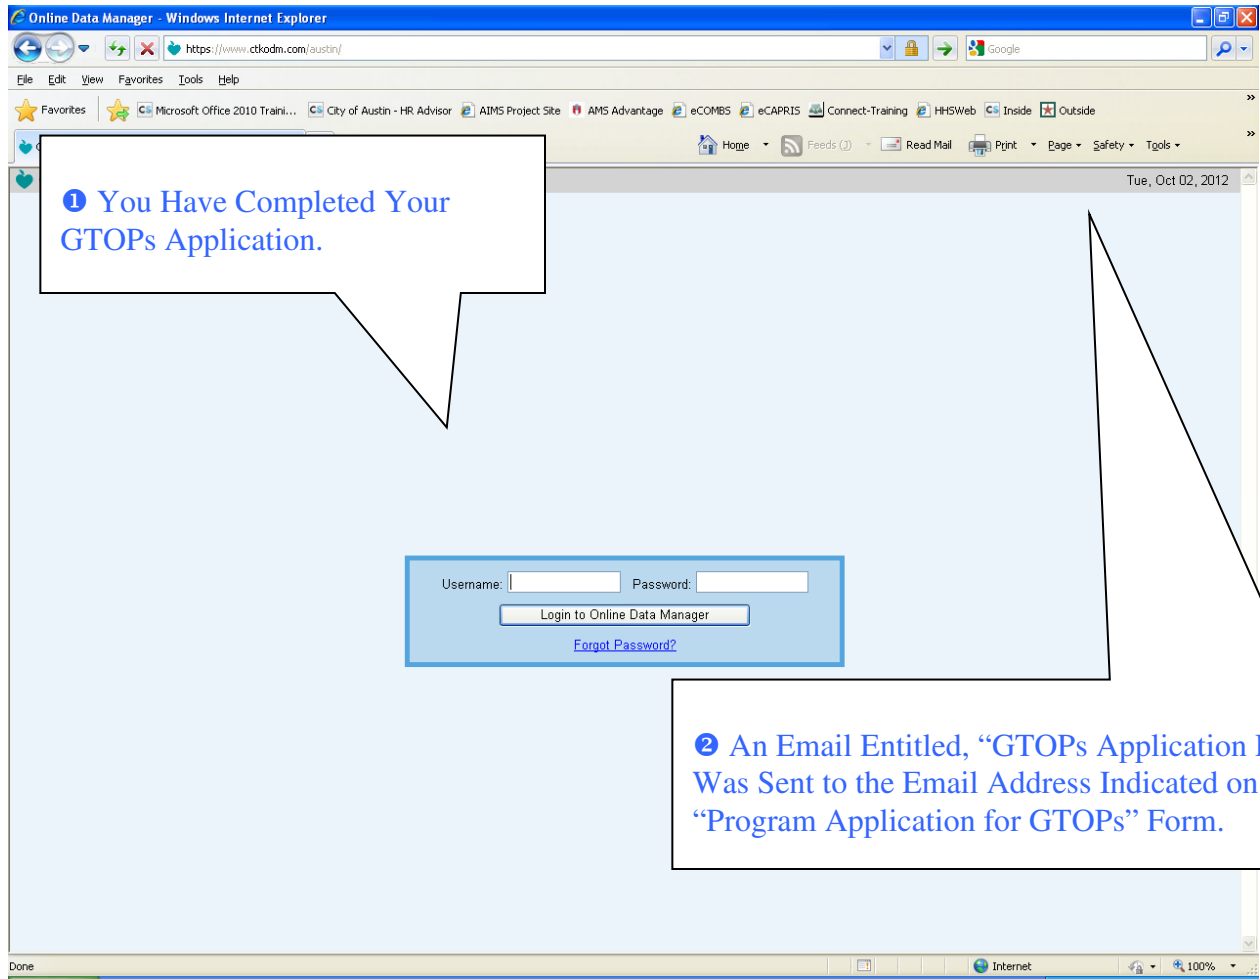 Online Data Manager - Windows Internet Explorer
https://www.ctkodm.com/austin/
Google
File Edit View Favorites Tools Help
Favorites Microsoft Office 2010 Traini... City of Austin - HR Advisor AIMS Project Site AMS Advantage eCOMBS eCAPRIS Connect-Training HHSWeb Inside Outside »
Home Feeds (J) Read Mail Print Page Safety Tools »
Tue, Oct 02, 2012
❶ You Have Completed Your
GTOPs Application.
Username: Password:
Login to Online Data Manager
Forgot Password?
❷ An Email Entitled, “GTOPs Application
Was Sent to the Email Address Indicated on
“Program Application for GTOPs” Form.
Done Internet 100%